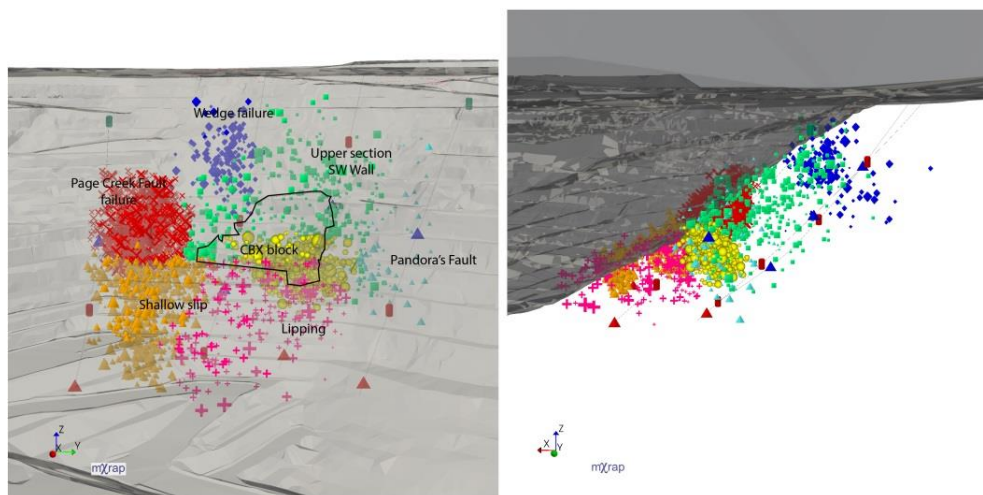 Wedge failure
Upper section
SW Wall
Page Creek Fault
failure
CBX block
Pandora's Fault
Shallow slip
Lipping
Z
X
Y
mXrap
Z
X
Y
mXrap